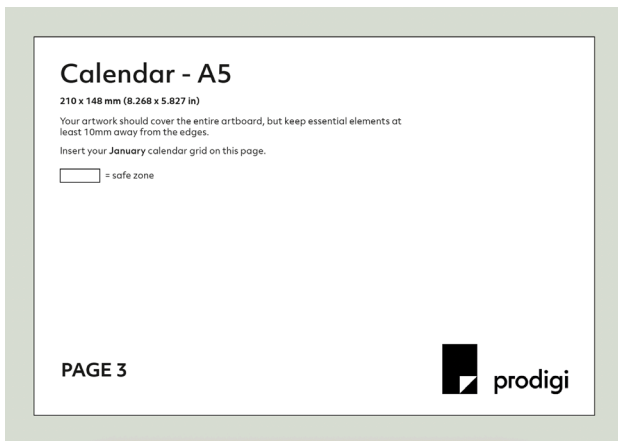 Calendar - A5
210 x 148 mm (8.268 x 5.827 in)
Your artwork should cover the entire artboard, but keep essential elements at
least 10mm away from the edges.
Insert your January calendar grid on this page.
= safe zone
PAGE 3
prodigi